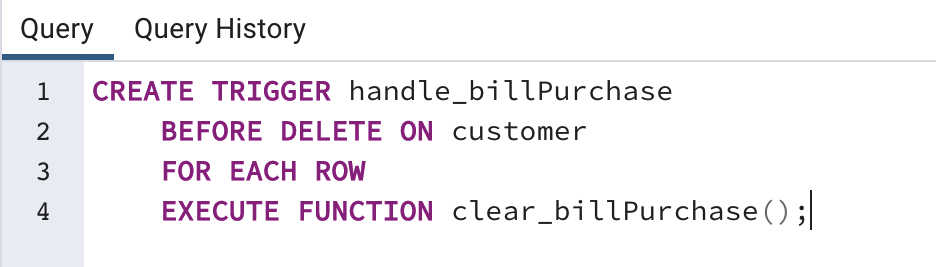 Query Query History
1 CREATE TRIGGER handle_billPurchase
2 BEFORE DELETE ON customer
3 FOR EACH ROW
4 EXECUTE FUNCTION clear_billPurchase();